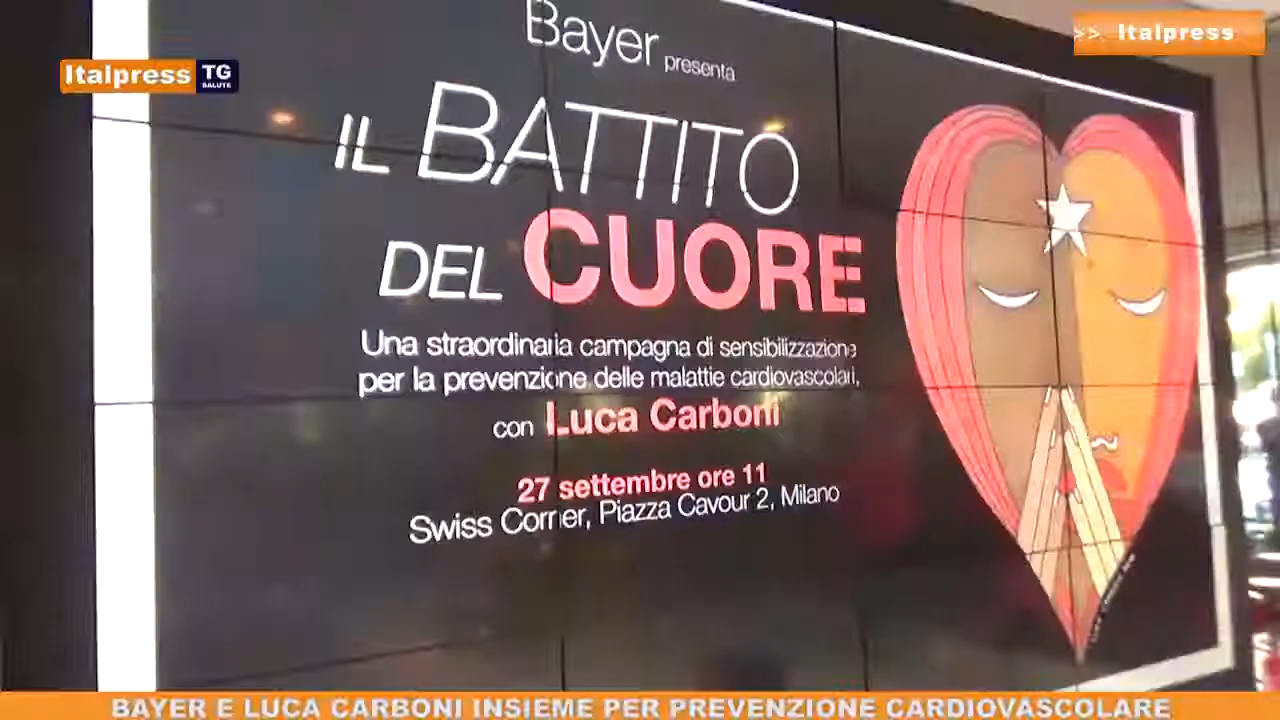 >> Italpress
Italpress TG
SALUTE
Bayer presenta
IL BATTITO
DEL CUORE
Una straordinaria campagna di sensibilizzazione
per la prevenzione delle malattie cardiovascolari,
con Luca Carboni
27 settembre ore 11
Swiss Corner, Piazza Cavour 2, Milano
BAYER E LUCA CARBONI INSIEME PER PREVENZIONE CARDIOVASCOLARE